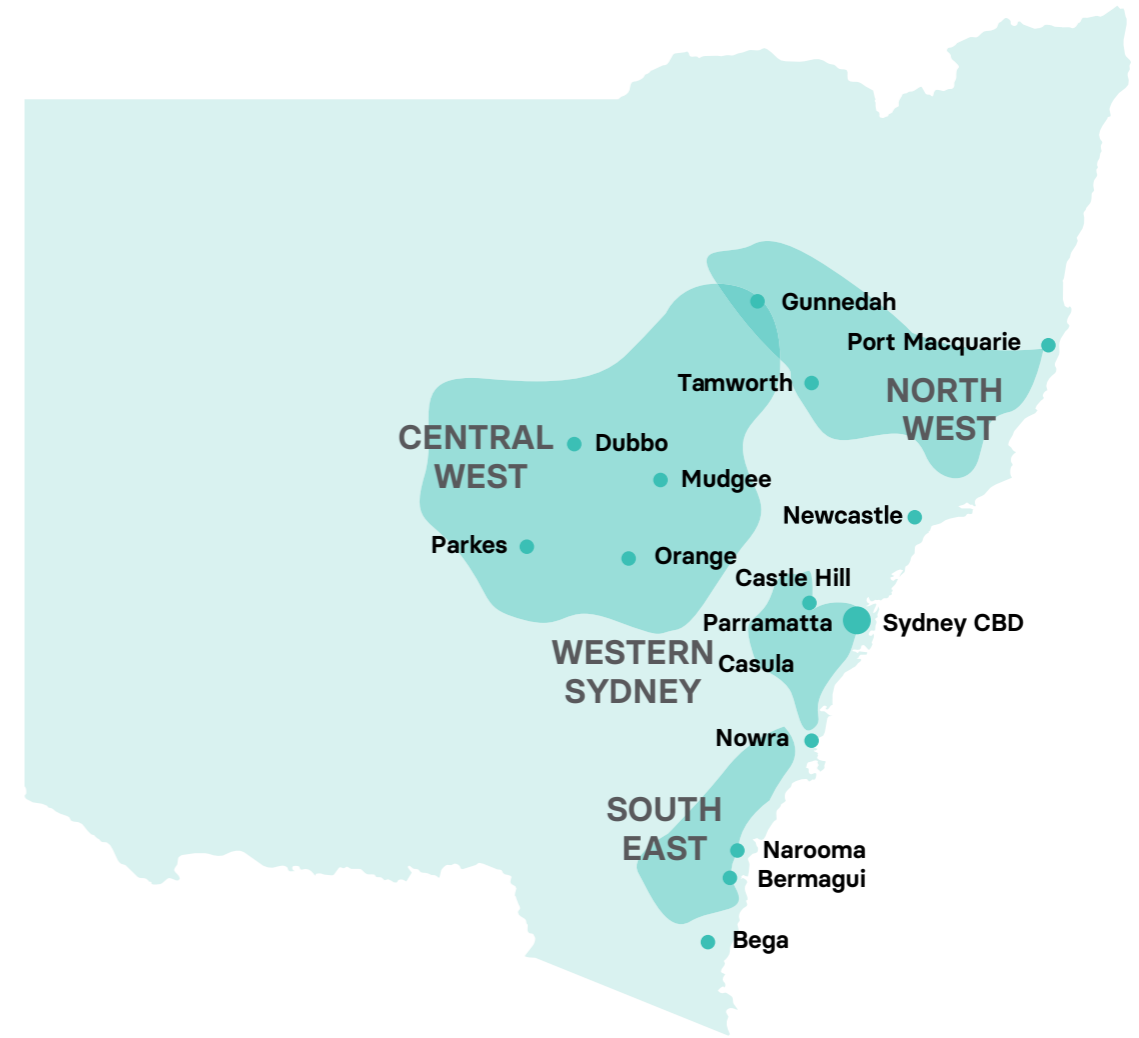 Gunnedah
Port Macquarie
Tamworth
NORTH
WEST
CENTRAL
WEST
Dubbo
Mudgee
Newcastle
Parkes
Orange
Castle Hill
Parramatta
Sydney CBD
WESTERN
SYDNEY
Casula
Nowra
SOUTH
EAST
Narooma
Bermagui
Bega